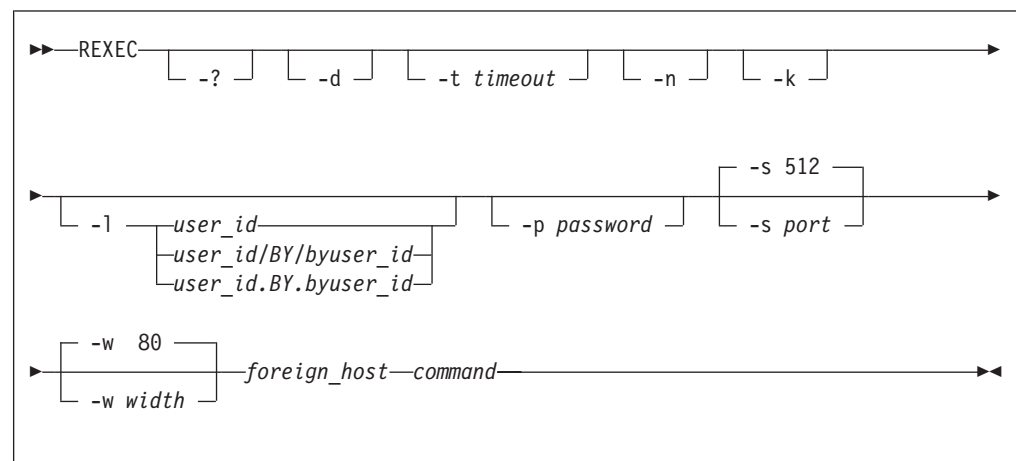 REXEC
-? -d -t timeout -n -k
-s 512
-l user_id -p password -s port
user_id/BY/byuser_id
user_id.BY.byuser_id
-w 80
foreign_host command
-w width